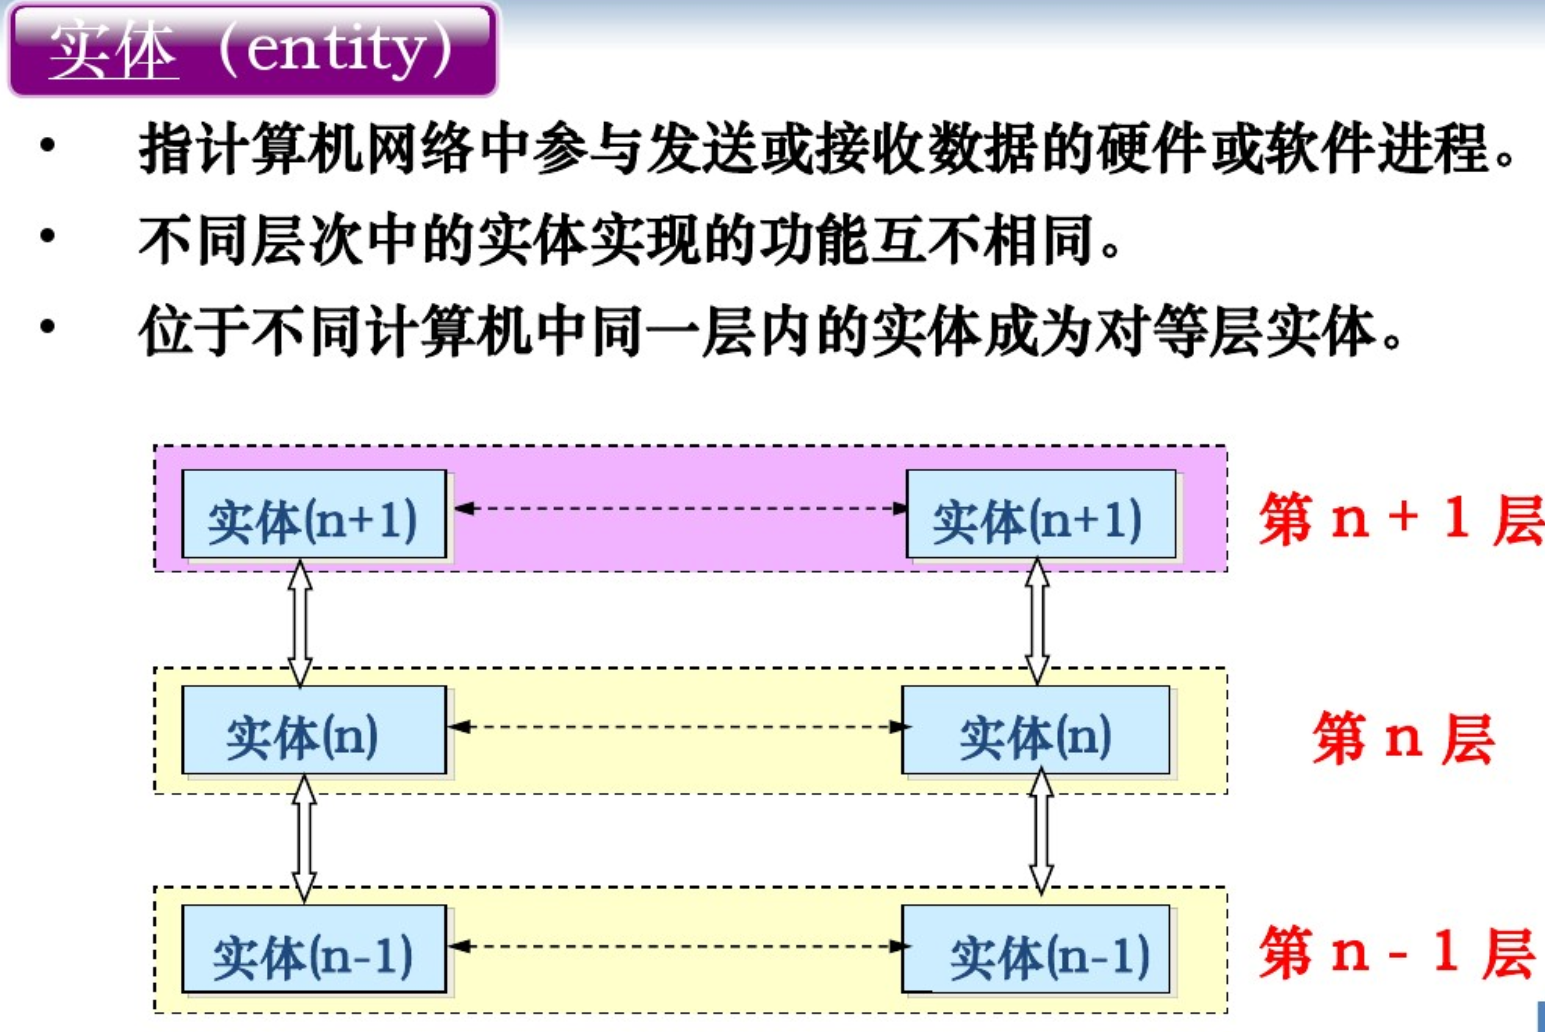 实体（entity）
• 指计算机网络中参与发送或接收数据的硬件或软件进程。
• 不同层次中的实体实现的功能互不相同。
• 位于不同计算机中同一层内的实体成为对等层实体。
实体(n+1) 实体(n+1) 第 n + 1 层
实体(n) 实体(n) 第 n 层
实体(n-1) 实体(n-1) 第 n - 1 层